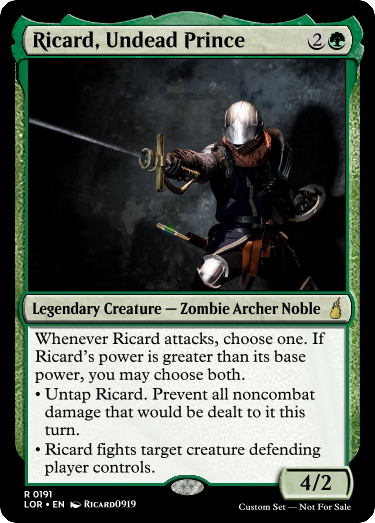 Ricard, Undead Prince 2
Legendary Creature — Zombie Archer Noble
Whenever Ricard attacks, choose one. If
Ricard's power is greater than its base
power, you may choose both.
• Untap Ricard. Prevent all noncombat
damage that would be dealt to it this
turn.
• Ricard fights target creature defending
player controls.
4/2
R 0191
LOR • EN Ricard0919
Custom Set — Not For Sale